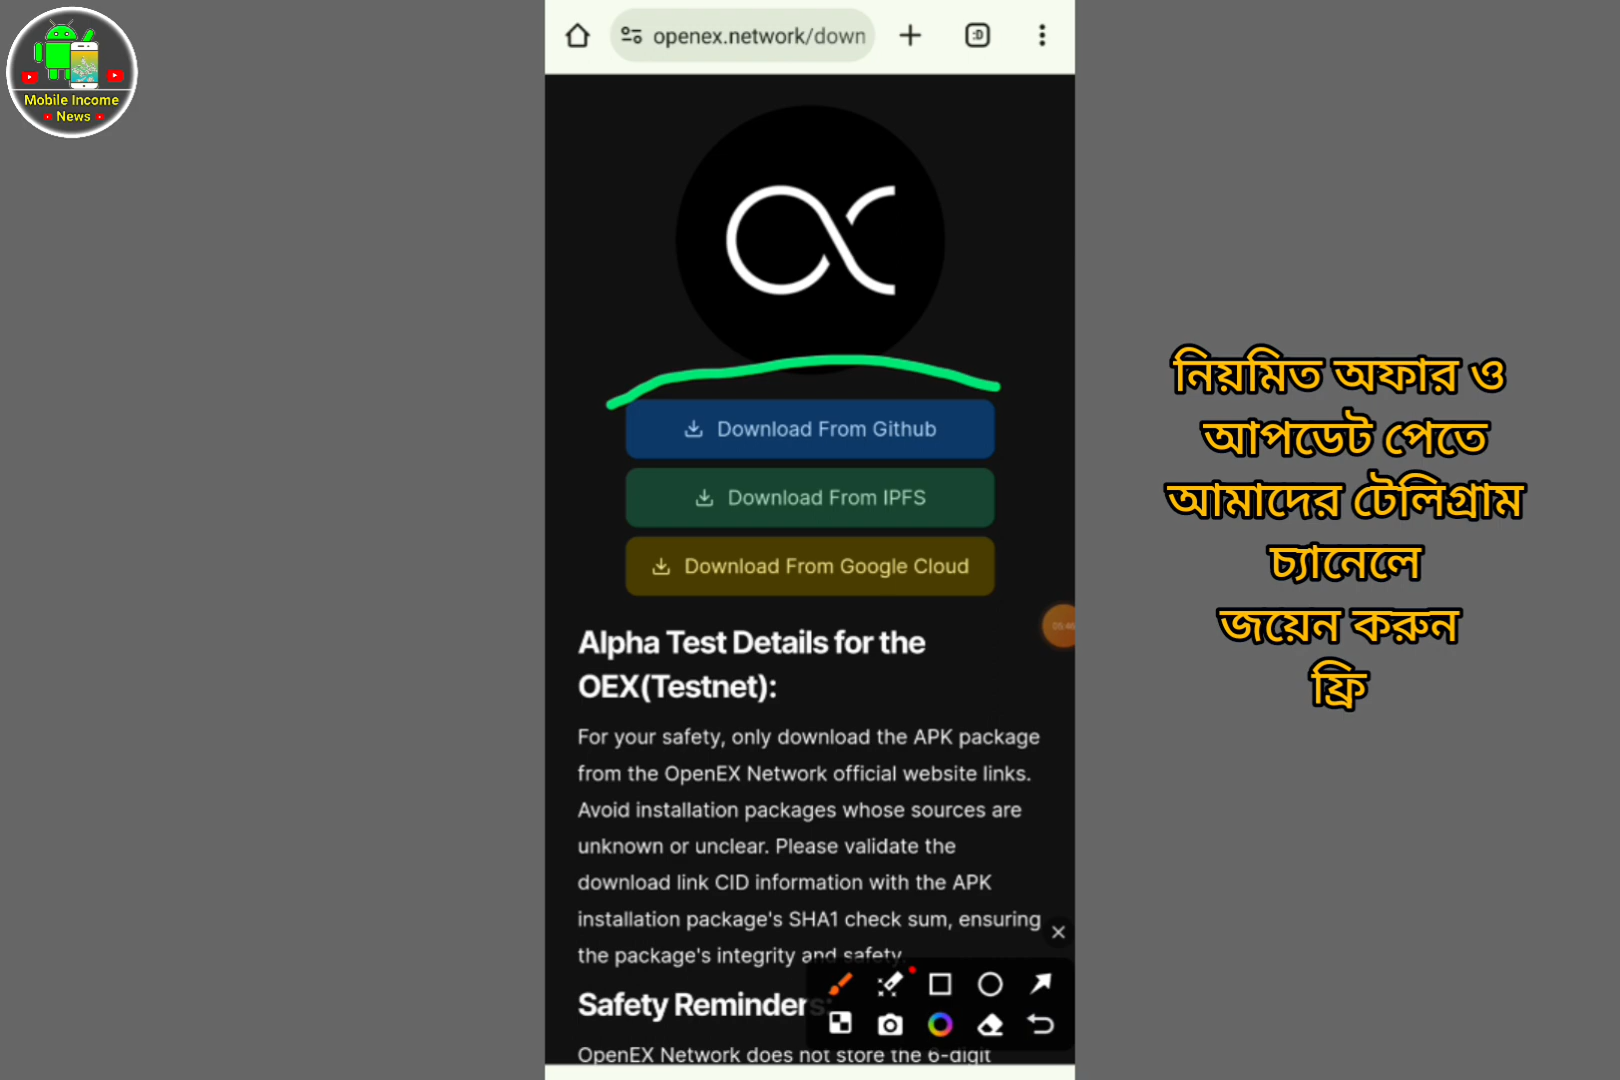 Mobile Income
News
openex.network/down
:D
Download From Github
Download From IPFS
Download From Google Cloud
Alpha Test Details for the
OEX(Testnet):
For your safety, only download the APK package
from the OpenEX Network official website links.
Avoid installation packages whose sources are
unknown or unclear. Please validate the
download link CID information with the APK
installation package's SHA1 check sum, ensuring
the package's integrity and safety.
Safety Reminders:
OpenEX Network does not store the 6-digit
নিয়মিত অফার ও
আপডেট পেতে
আমাদের টেলিগ্রাম
চ্যানেলে
জয়েন করুন
ফ্রি